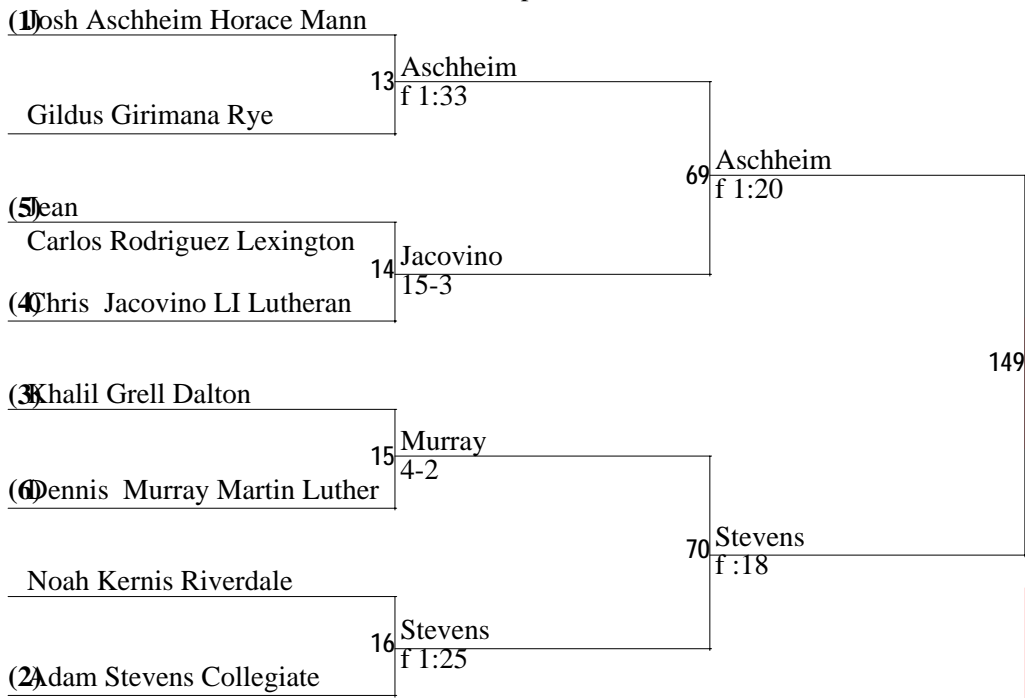 (1)Josh Aschheim Horace Mann
13 Aschheim
f 1:33
Gildus Girimana Rye
69 Aschheim
f 1:20
(5)Jean
Carlos Rodriguez Lexington
14 Jacovino
15-3
(4)Chris Jacovino LI Lutheran
149
(3)Khalil Grell Dalton
15 Murray
4-2
(6)Dennis Murray Martin Luther
70 Stevens
f :18
Noah Kernis Riverdale
16 Stevens
f 1:25
(2)Adam Stevens Collegiate